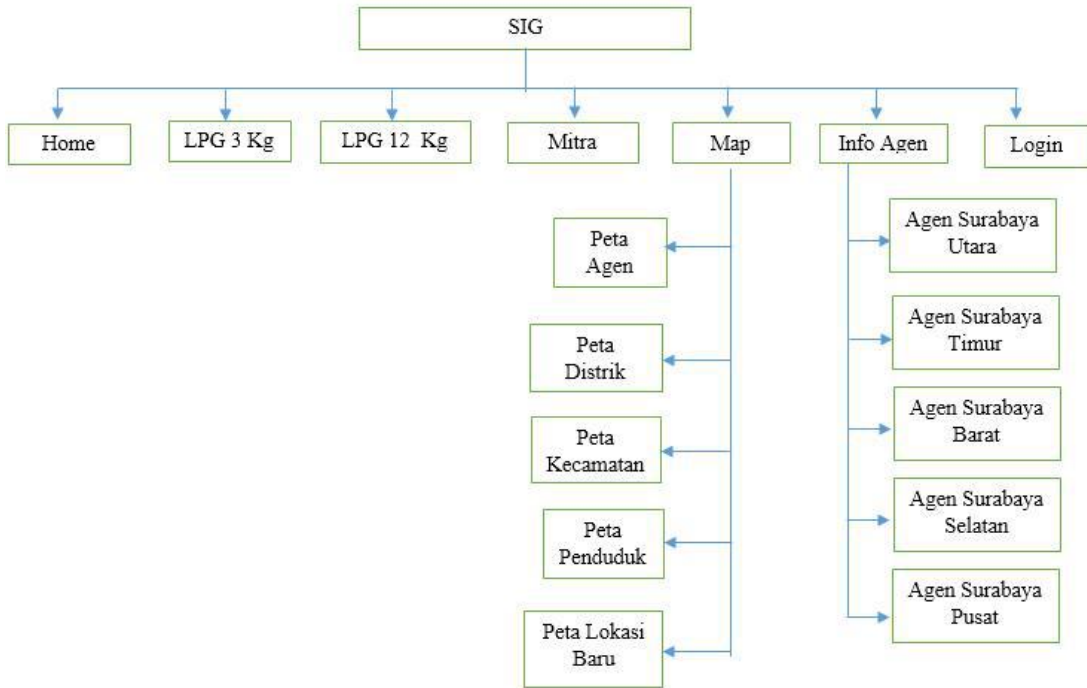 SIG
Home
LPG 3 Kg
LPG 12 Kg
Mitra
Map
Info Agen
Login
Peta
Agen
Peta
Distrik
Peta
Kecamatan
Peta
Penduduk
Peta Lokasi
Baru
Agen Surabaya
Utara
Agen Surabaya
Timur
Agen Surabaya
Barat
Agen Surabaya
Selatan
Agen Surabaya
Pusat